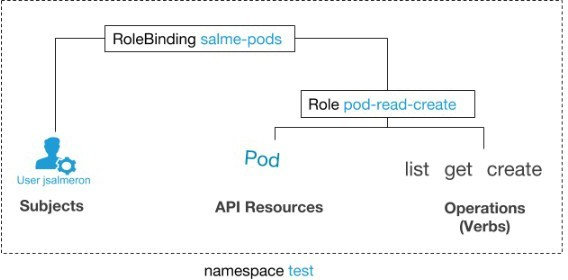 RoleBinding salme-pods
Role pod-read-create
Pod
list get create
User jsalmeron
Subjects
API Resources
Operations
(Verbs)
namespace test